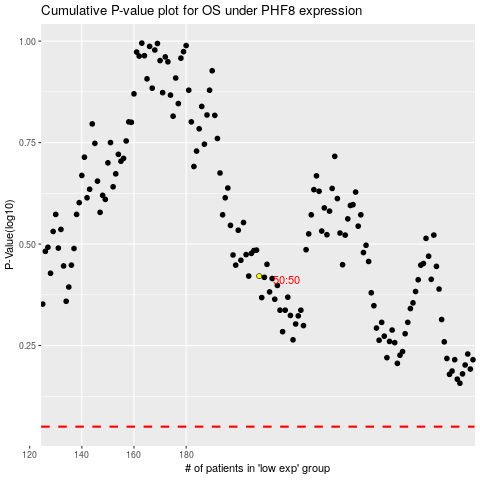 Cumulative P-value plot for OS under PHF8 expression
P-Value(log10)
1.00
0.75
0.50
0.25
50:50
120 140 160 180
# of patients in 'low exp' group